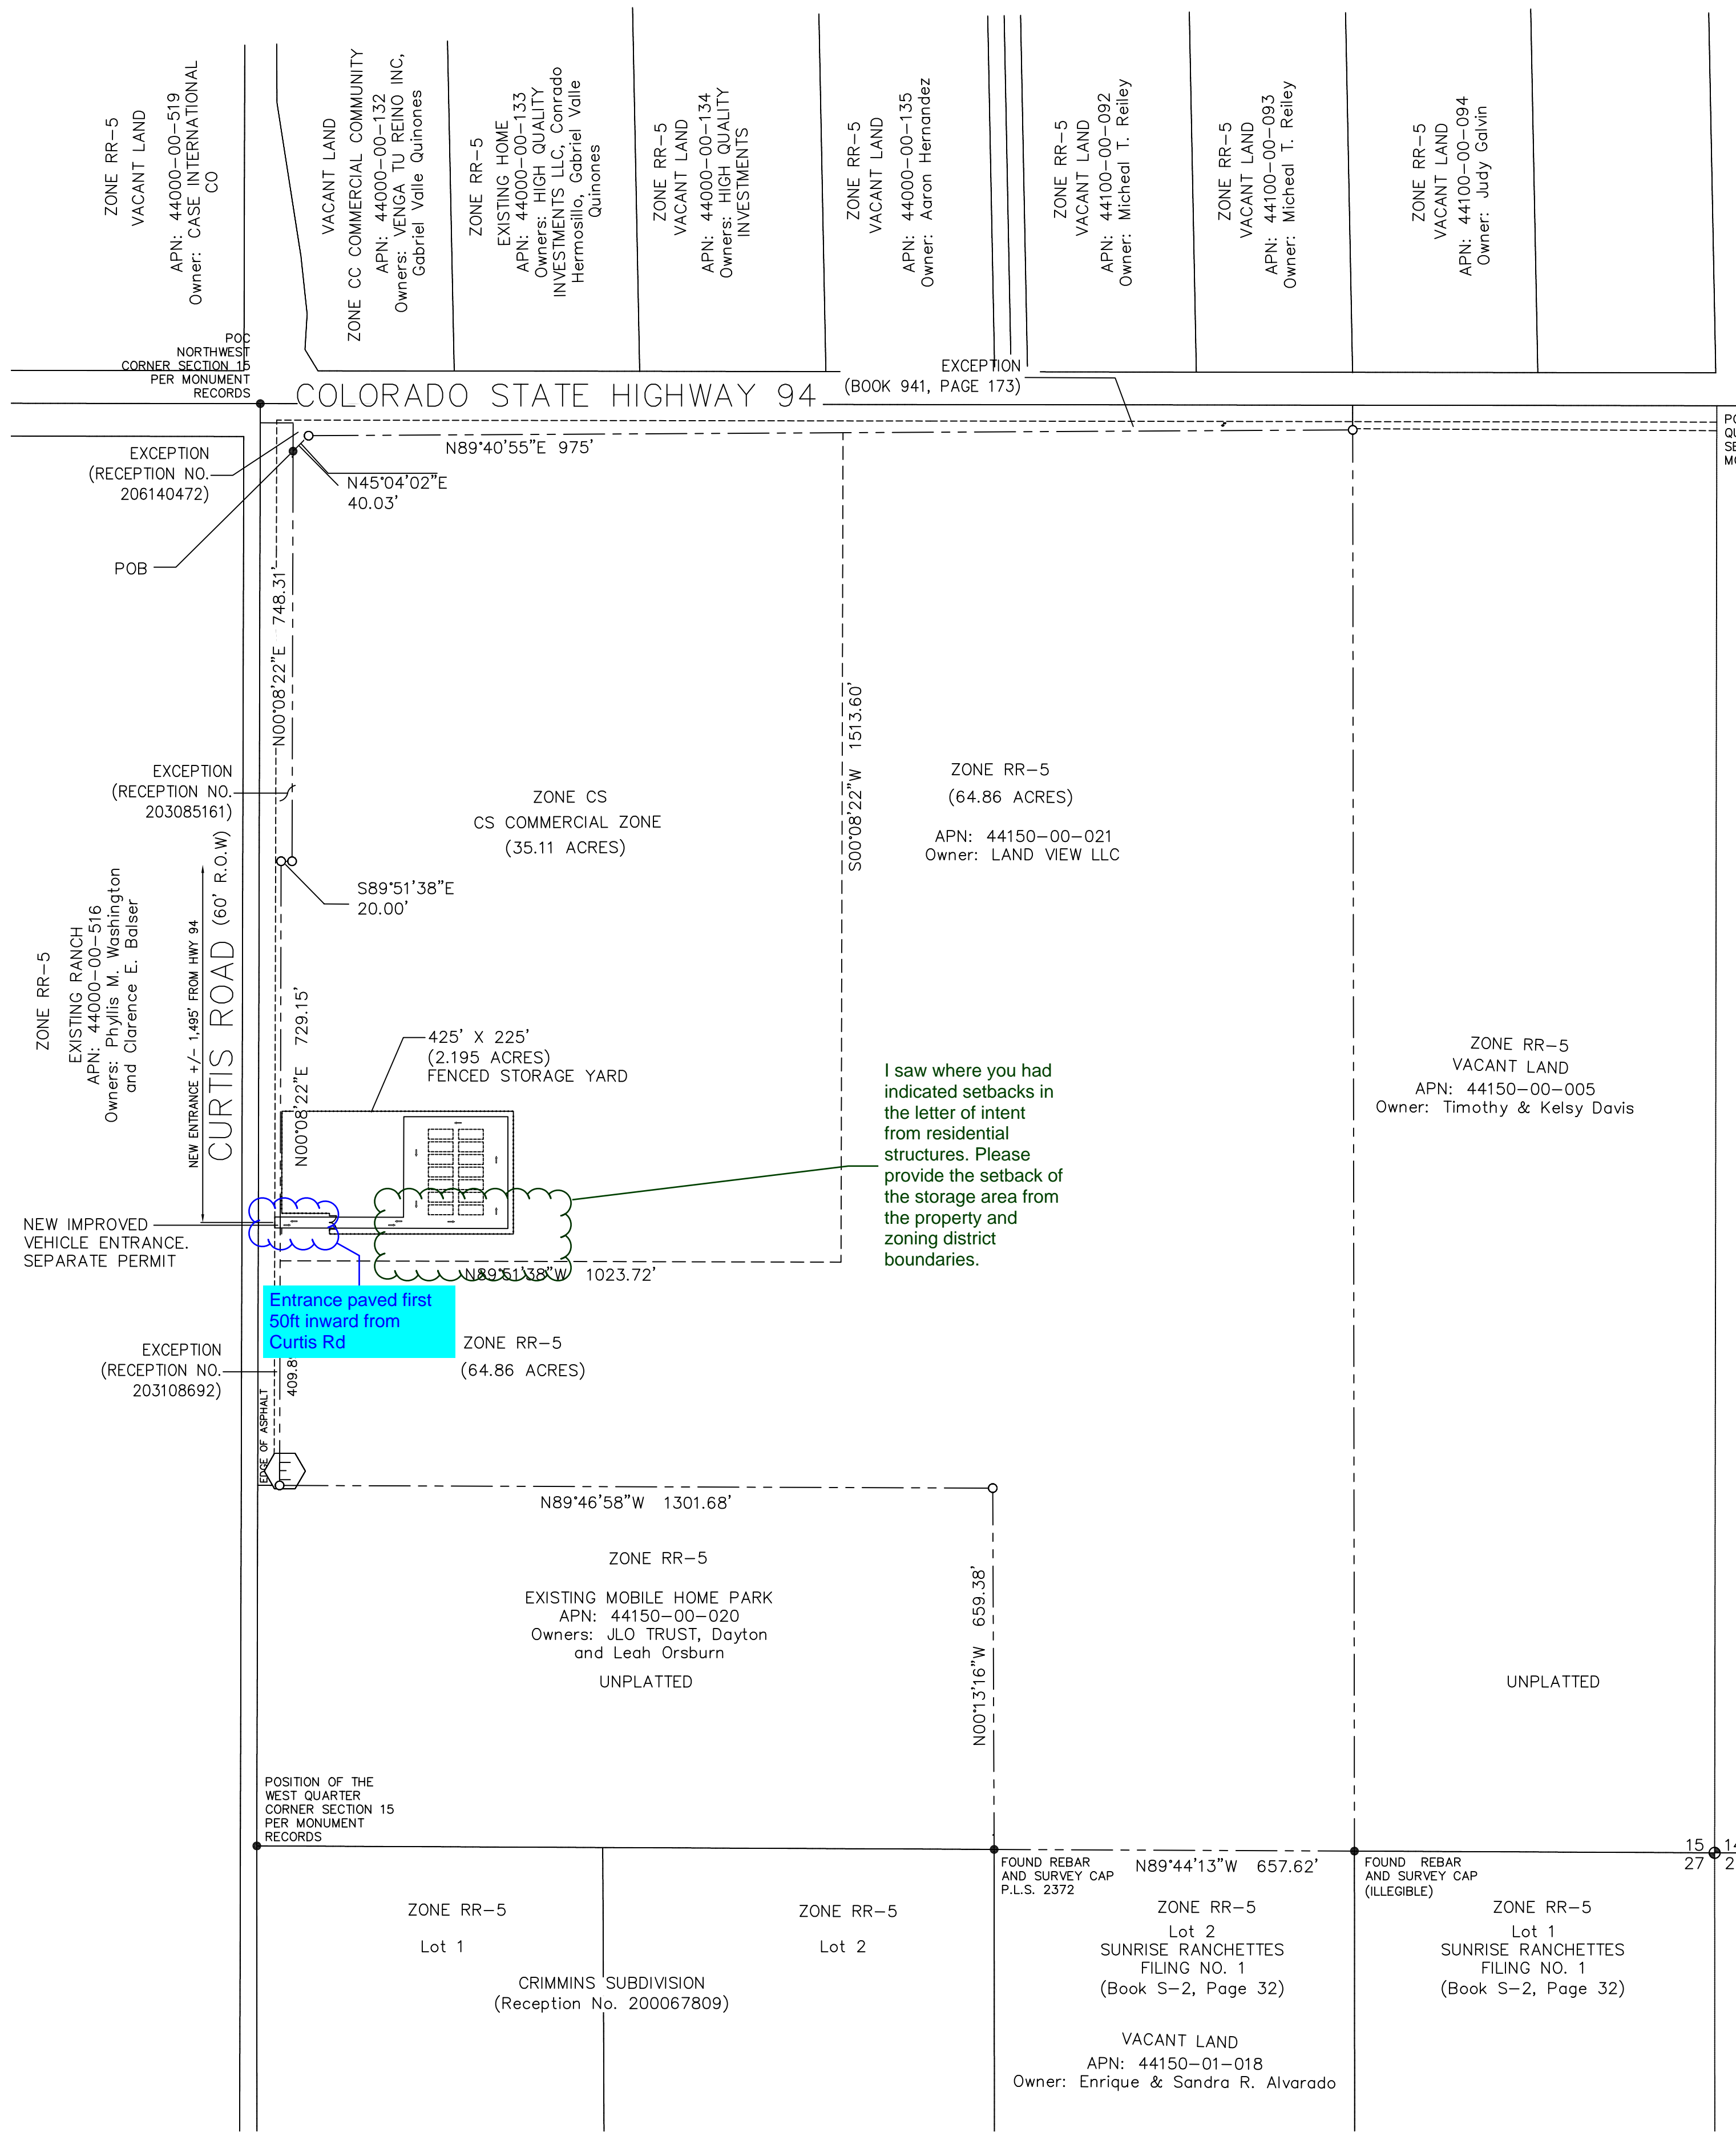 ZONE RR-5
VACANT LAND
APN: 44000-00-519
Owner: CASE INTERNATIONAL
CO
VACANT LAND
ZONE CC COMMERCIAL COMMUNITY
APN: 44000-00-132
Owners: VENGA TU REINO INC,
Gabriel Valle Quinones
ZONE RR-5
EXISTING HOME
APN: 44000-00-133
Owners: HIGH QUALITY
INVESTMENTS LLC, Conrado
Hermosillo, Gabriel Valle
Quinones
ZONE RR-5
VACANT LAND
APN: 44000-00-134
Owners: HIGH QUALITY
INVESTMENTS
ZONE RR-5
VACANT LAND
APN: 44000-00-135
Owner: Aaron Hernandez
ZONE RR-5
VACANT LAND
APN: 44100-00-092
Owner: Micheal T. Reiley
ZONE RR-5
VACANT LAND
APN: 44100-00-093
Owner: Micheal T. Reiley
ZONE RR-5
VACANT LAND
APN: 44100-00-094
Owner: Judy Galvin
POC
NORTHWEST
CORNER SECTION 15
PER MONUMENT
RECORDS
COLORADO STATE HIGHWAY 94
EXCEPTION
(BOOK 941, PAGE 173)
EXCEPTION
(RECEPTION NO.
206140472)
N89°40'55"E 975'
N45°04'02"E
40.03'
POB
N00°08'22"E 748.31'
S00°08'22"W 1513.60'
EXCEPTION
(RECEPTION NO.
203085161)
ZONE CS
CS COMMERCIAL ZONE
(35.11 ACRES)
ZONE RR-5
(64.86 ACRES)
APN: 44150-00-021
Owner: LAND VIEW LLC
S89°51'38"E
20.00'
ZONE RR-5
EXISTING RANCH
APN: 44000-00-516
Owners: Phyllis M. Washington
and Clarence E. Balser
NEW ENTRANCE +/- 1,495' FROM HWY 94
CURTIS ROAD (60' R.O.W)
N00°08'22"E 729.15'
425' X 225'
(2.195 ACRES)
FENCED STORAGE YARD
I saw where you had
indicated setbacks in
the letter of intent
from residential
structures. Please
provide the setback of
the storage area from
the property and
zoning district
boundaries.
ZONE RR-5
VACANT LAND
APN: 44150-00-005
Owner: Timothy & Kelsy Davis
NEW IMPROVED
VEHICLE ENTRANCE.
SEPARATE PERMIT
N89°51'38"W 1023.72'
Entrance paved first
50ft inward from
Curtis Rd
EXCEPTION
(RECEPTION NO.
203108692)
409.8
ZONE RR-5
(64.86 ACRES)
EDGE OF ASPHALT
E
N89°46'58"W 1301.68'
ZONE RR-5
EXISTING MOBILE HOME PARK
APN: 44150-00-020
Owners: JLO TRUST, Dayton
and Leah Orsburn
UNPLATTED
N00°13'16"W 659.38'
UNPLATTED
POSITION OF THE
WEST QUARTER
CORNER SECTION 15
PER MONUMENT
RECORDS
FOUND REBAR
AND SURVEY CAP
P.L.S. 2372
N89°44'13"W 657.62'
FOUND REBAR
AND SURVEY CAP
(ILLEGIBLE)
15
27
ZONE RR-5
Lot 1
ZONE RR-5
Lot 2
CRIMMINS SUBDIVISION
(Reception No. 200067809)
ZONE RR-5
Lot 2
SUNRISE RANCHETTES
FILING NO. 1
(Book S-2, Page 32)
ZONE RR-5
Lot 1
SUNRISE RANCHETTES
FILING NO. 1
(Book S-2, Page 32)
VACANT LAND
APN: 44150-01-018
Owner: Enrique & Sandra R. Alvarado